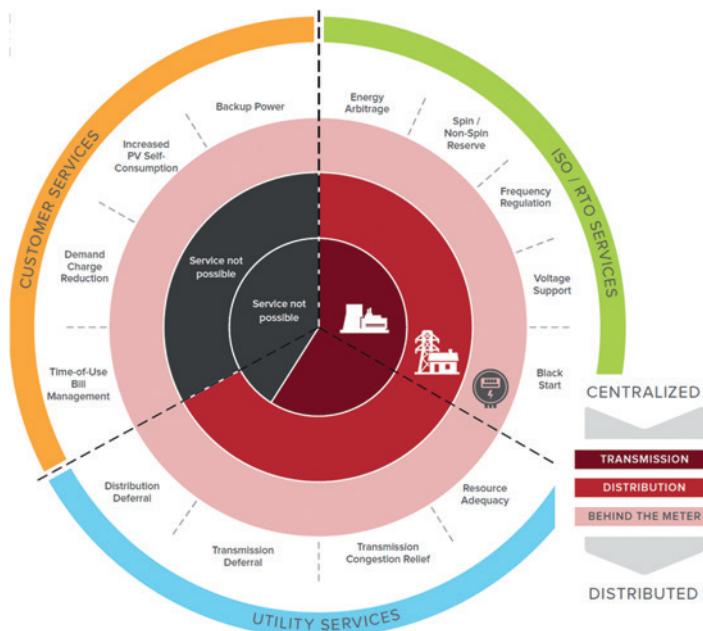 CUSTOMER SERVICES
ISO / RTO SERVICES
UTILITY SERVICES
Backup Power
Increased
PV Self-
Consumption
Demand
Charge
Reduction
Time-of-Use
Bill
Management
Energy
Arbitrage
Spin /
Non-Spin
Reserve
Frequency
Regulation
Voltage
Support
Black
Start
Resource
Adequacy
Transmission
Congestion Relief
Transmission
Deferral
Distribution
Deferral
Service not
possible
Service not
possible
CENTRALIZED
TRANSMISSION
DISTRIBUTION
BEHIND THE METER
DISTRIBUTED